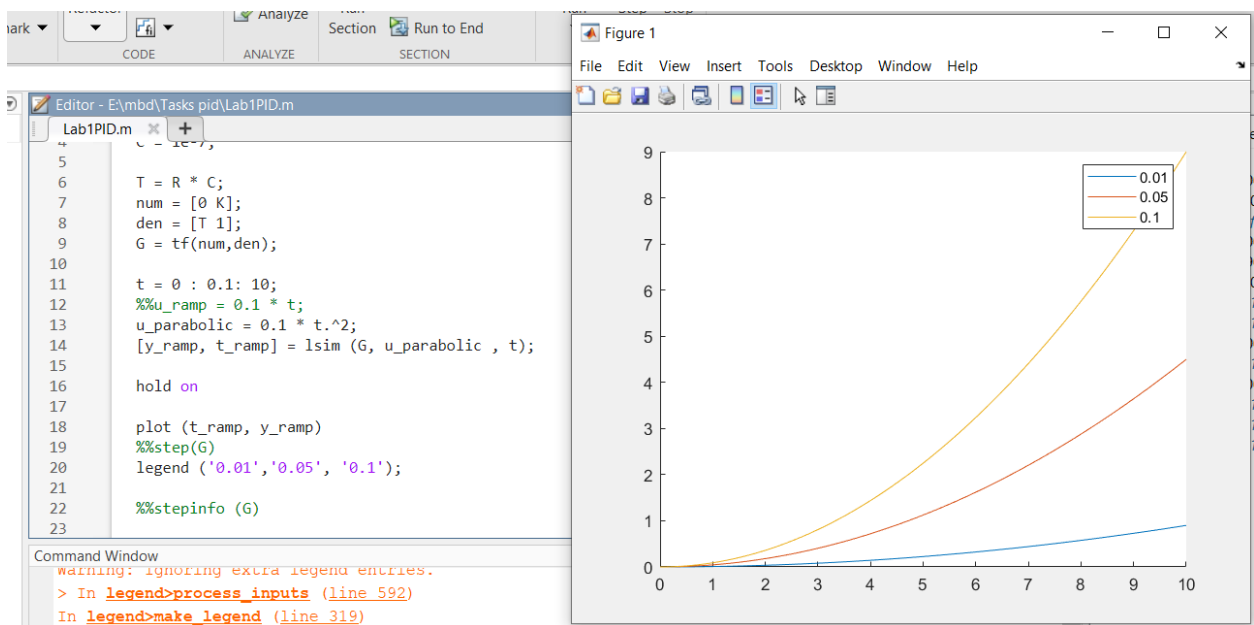 Analyze
Section Run to End
CODE ANALYZE SECTION
Editor - E:\mbd\Tasks pid\Lab1PID.m
Lab1PID.m × +
4 C = 1e-7;
5
6 T = R * C;
7 num = [0 K];
8 den = [T 1];
9 G = tf(num,den);
10
11 t = 0 : 0.1: 10;
12 %%u_ramp = 0.1 * t;
13 u_parabolic = 0.1 * t.^2;
14 [y_ramp, t_ramp] = lsim (G, u_parabolic , t);
15
16 hold on
17
18 plot (t_ramp, y_ramp)
19 %%step(G)
20 legend ('0.01','0.05', '0.1');
21
22 %%stepinfo (G)
23
Command Window
Warning: Ignoring extra legend entries.
> In legend>process_inputs (line 592)
In legend>make_legend (line 319)
Figure 1
File Edit View Insert Tools Desktop Window Help
9
8
7
6
5
4
3
2
1
0
0 1 2 3 4 5 6 7 8 9 10
0.01
0.05
0.1